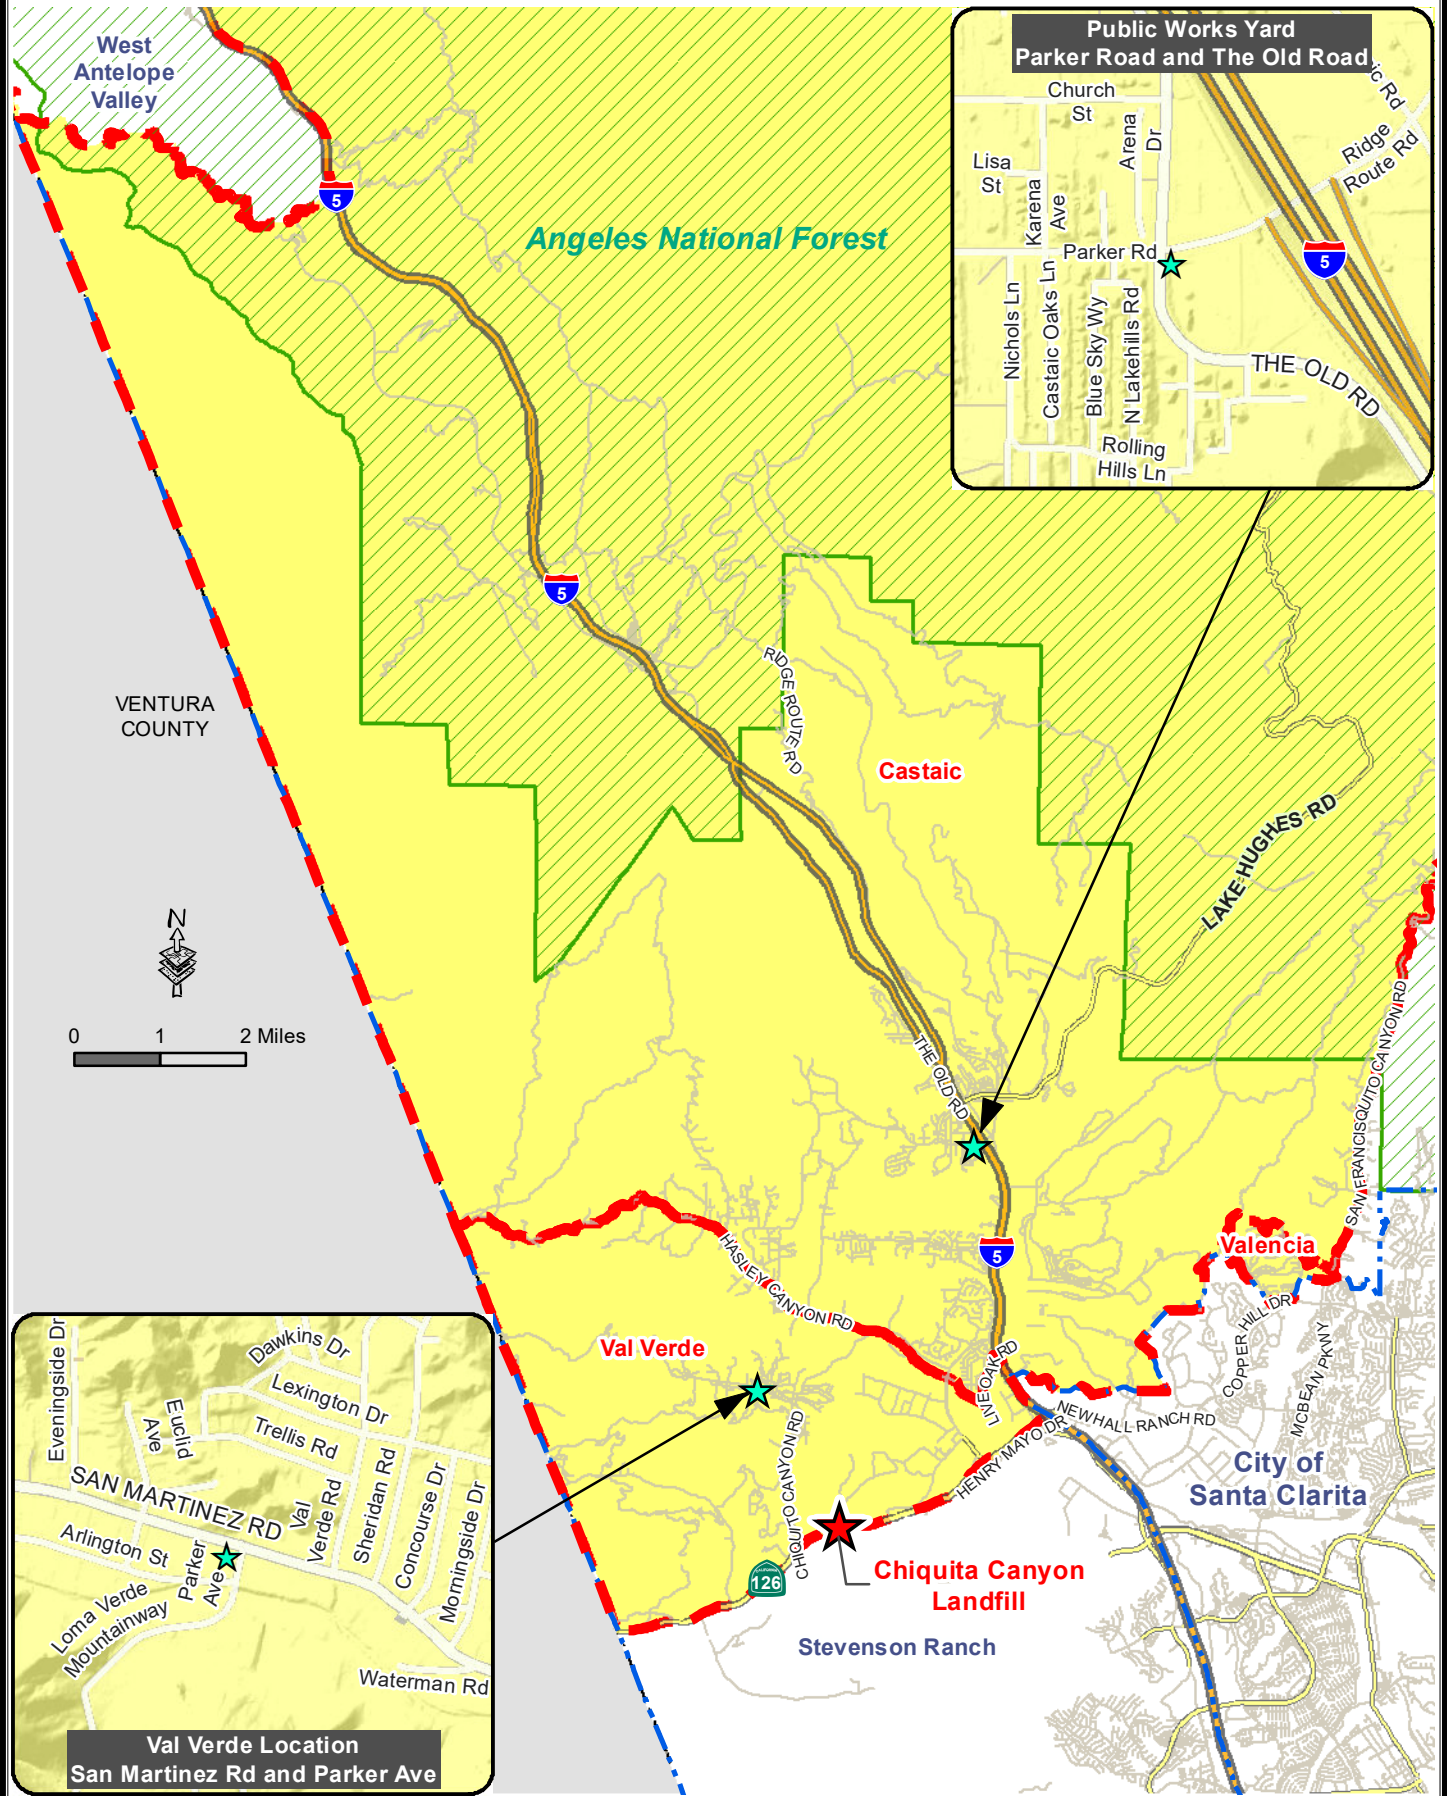 West
Antelope
Valley
Public Works Yard
Parker Road and The Old Road
Church
St
Arena
Dr
ic Rd
Ridge
Route Rd
Lisa
St
Karena
Ave
Parker Rd
5
Nichols Ln
Castaic Oaks Ln
Blue Sky Wy
N Lakehills Rd
THE OLD RD
Rolling
Hills Ln
5
Angeles National Forest
5
RIDGE ROUTE RD
VENTURA
COUNTY
Castaic
LAKE HUGHES RD
N
0 1 2 Miles
THE OLD RD
SAN FRANCISQUITO CANYON RD
5
Valencia
HASLEY CANYON RD
COPPER HILL DR
MCBEAN PKWY
Val Verde
LIVE OAK RD
NEWHALL RANCH RD
HENRY MAYO DR
City of
Santa Clarita
CHIQUITO CANYON RD
CALIFORNIA
126
Chiquita Canyon
Landfill
Stevenson Ranch
Eveningside Dr
Dawkins Dr
Lexington Dr
Euclid
Ave
Trellis Rd
SAN MARTINEZ RD
Val
Verde Rd
Sheridan Rd
Concourse Dr
Morningside Dr
Arlington St
Parker
Ave
Loma Verde
Mountainway
Waterman Rd
Val Verde Location
San Martinez Rd and Parker Ave